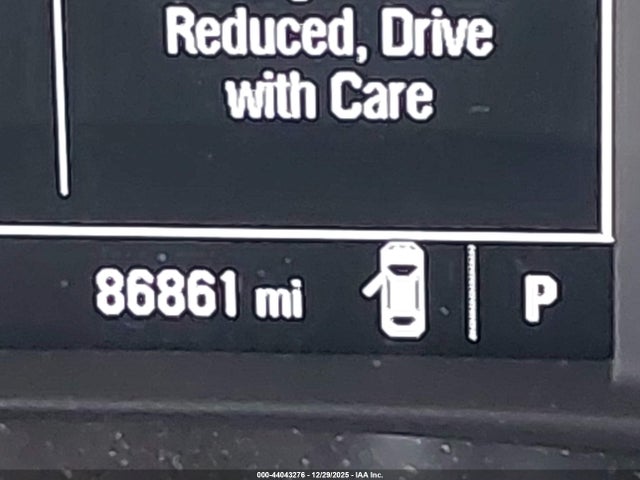 Reduced, Drive
with Care
86861 mi
P
000-44043276 - 12/29/2025 - IAA Inc.